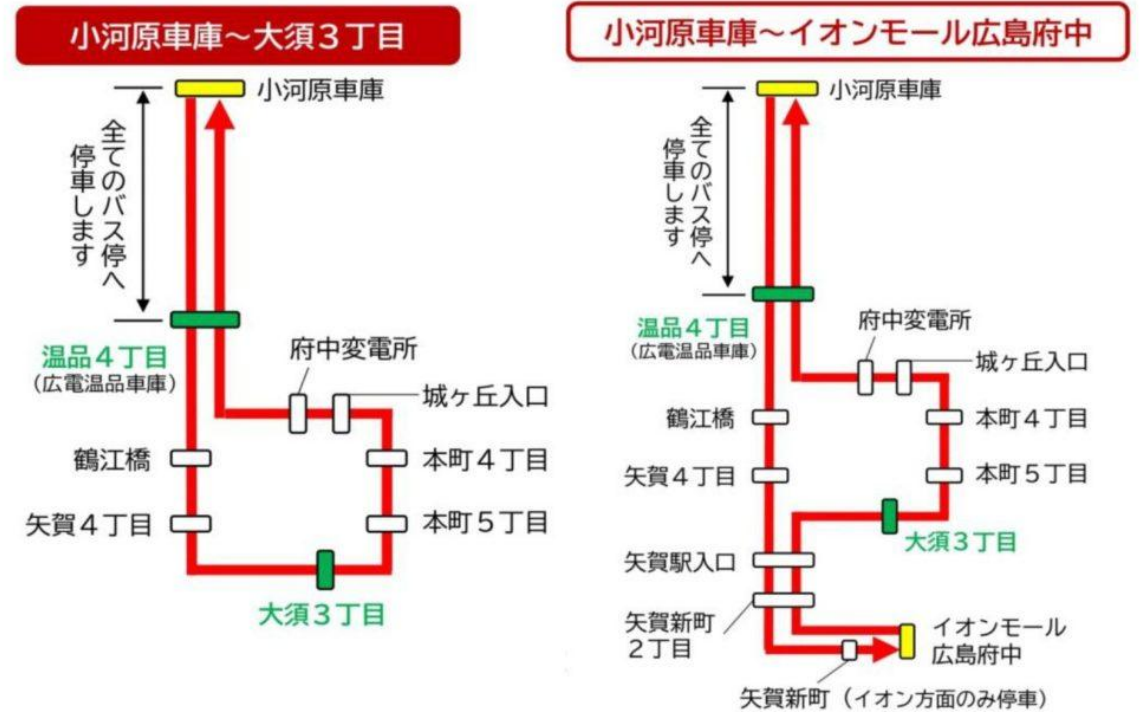 小河原車庫～大須３丁目
小河原車庫
全てのバス停へ
停車します
温品４丁目
（広電温品車庫）
府中変電所
城ヶ丘入口
鶴江橋
本町４丁目
矢賀４丁目
本町５丁目
大須３丁目
小河原車庫～イオンモール広島府中
小河原車庫
全てのバス停へ
停車します
温品４丁目
（広電温品車庫）
府中変電所
城ヶ丘入口
鶴江橋
本町４丁目
矢賀４丁目
本町５丁目
大須３丁目
矢賀駅入口
矢賀新町
２丁目
イオンモール
広島府中
矢賀新町（イオン方面のみ停車）